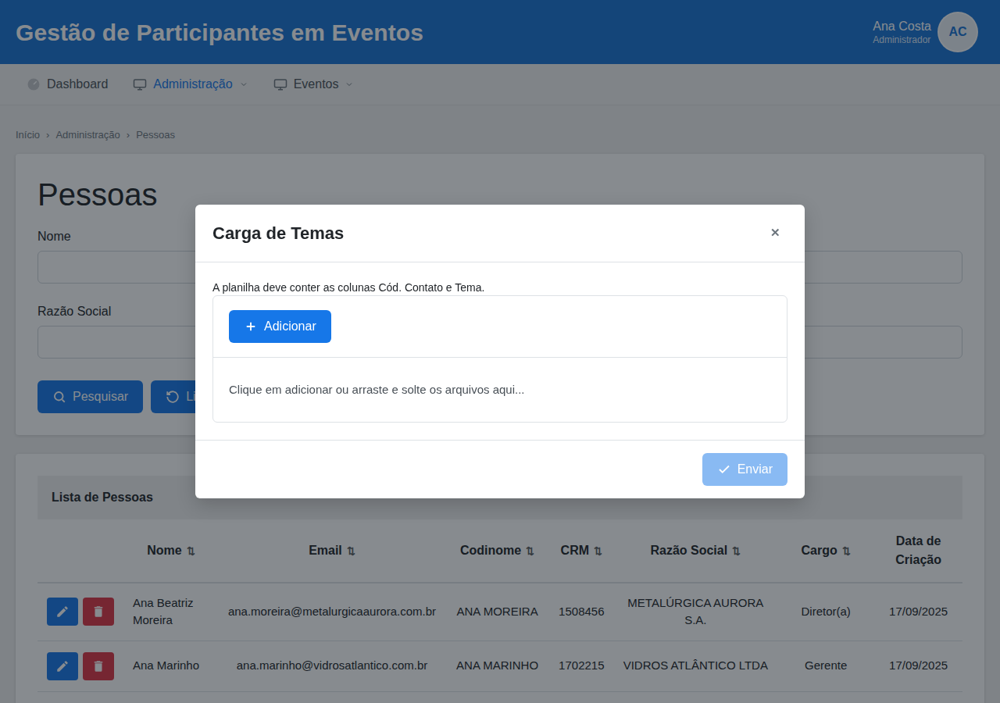 Gestão de Participantes em Eventos
Ana Costa
Administrador
AC
Dashboard
Administração
Eventos
Início › Administração › Pessoas
Pessoas
Nome
Razão Social
Pesquisar
Carga de Temas
×
A planilha deve conter as colunas Cód. Contato e Tema.
Adicionar
Clique em adicionar ou arraste e solte os arquivos aqui...
Enviar
Lista de Pessoas
Nome Email Codinome CRM Razão Social Cargo Data de
Criação
Ana Beatriz
Moreira
ana.moreira@metalurgicaaurora.com.br ANA MOREIRA 1508456 METALÚRGICA AURORA
S.A.
Diretor(a) 17/09/2025
Ana Marinho ana.marinho@vidrosatlantico.com.br ANA MARINHO 1702215 VIDROS ATLÂNTICO LTDA Gerente 17/09/2025